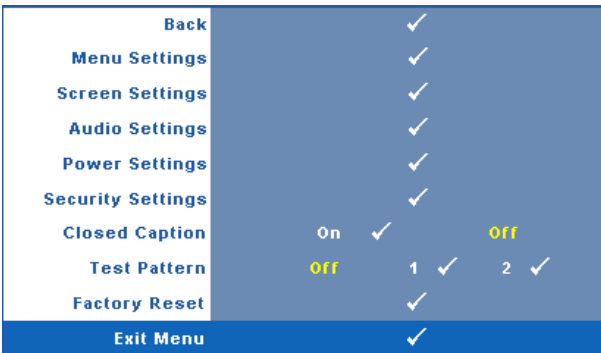 Back ✓
Menu Settings ✓
Screen Settings ✓
Audio Settings ✓
Power Settings ✓
Security Settings ✓
Closed Caption On ✓ Off
Test Pattern Off 1 ✓ 2 ✓
Factory Reset ✓
Exit Menu ✓